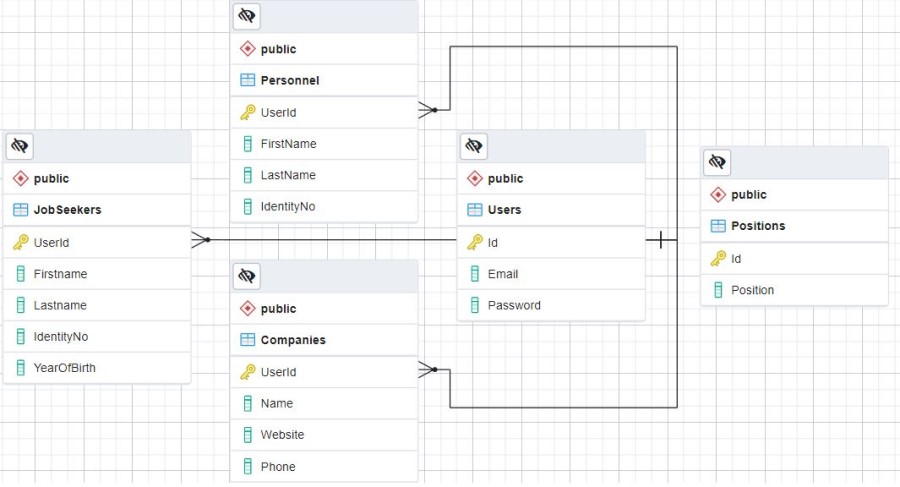 public
Personnel
UserId
FirstName
LastName
IdentityNo
public
JobSeekers
UserId
Firstname
Lastname
IdentityNo
YearOfBirth
public
Companies
UserId
Name
Website
Phone
public
Users
Id
Email
Password
public
Positions
Id
Position